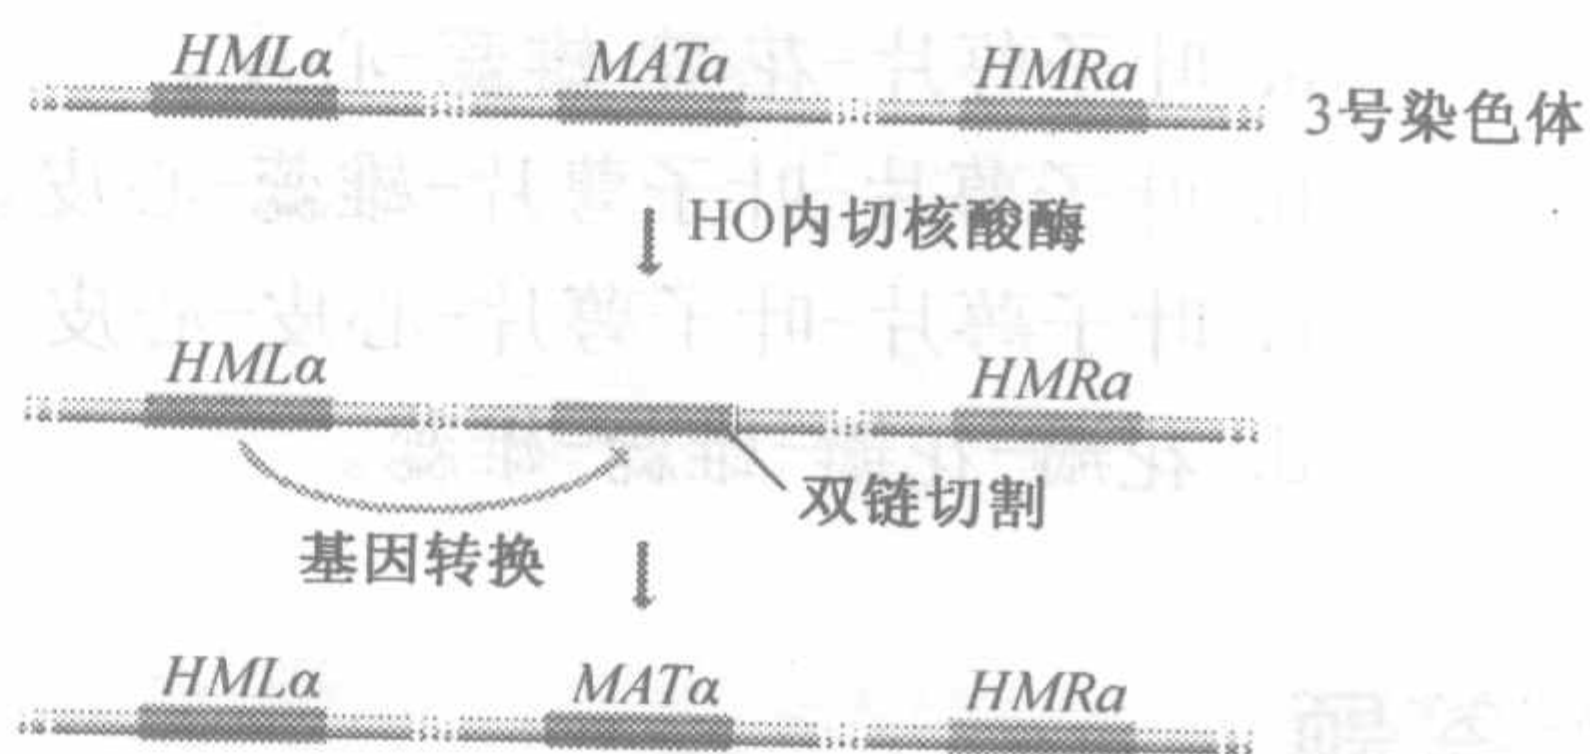 HMLα MATa HMRa
3号染色体
HO内切核酸酶
HMLα HMRa
双链切割
基因转换
HMLα MATα HMRa